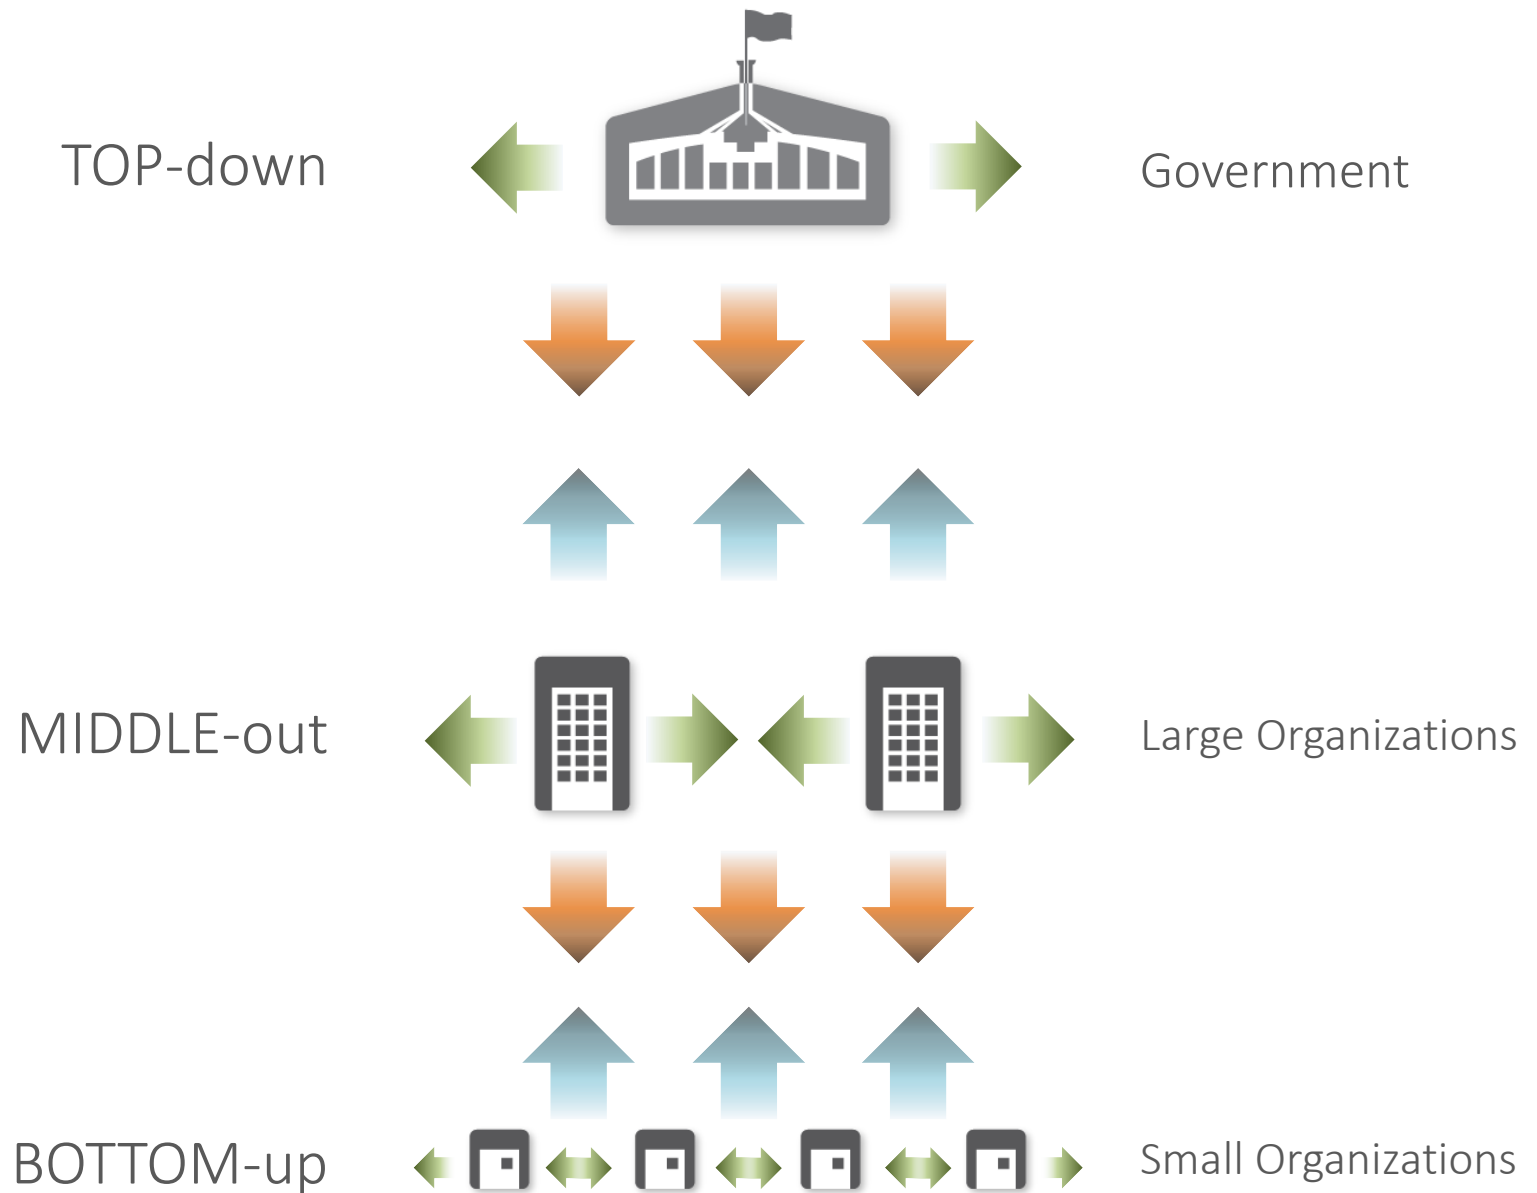 TOP-down
Government
MIDDLE-out
Large Organizations
BOTTOM-up
Small Organizations